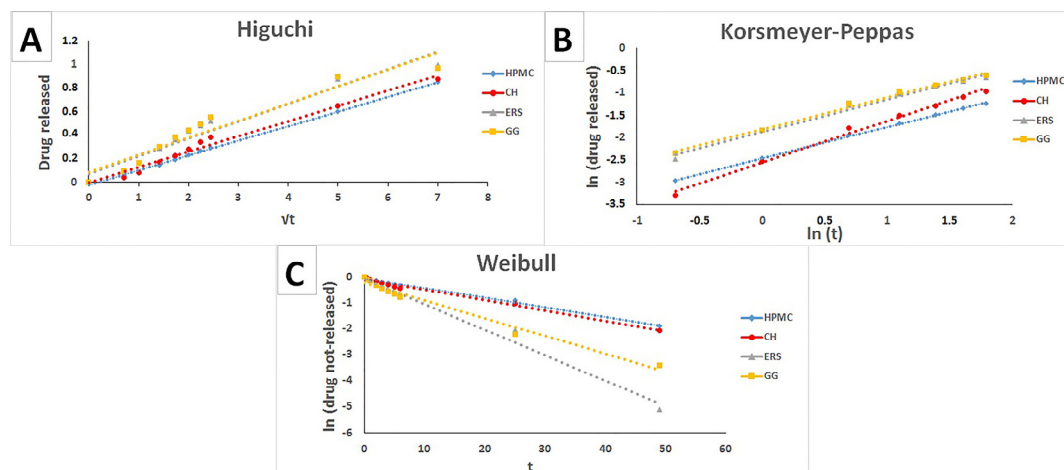 A
Higuchi
Drug released
1.2
1
0.8
0.6
0.4
0.2
0
0 1 2 3 4 5 6 7 8
√t
HPMC
CH
ERS
GG
B
Korsmeyer-Peppas
ln (drug released)
0
-0.5
-1
-1.5
-2
-2.5
-3
-3.5
-1 -0.5 0 0.5 1 1.5 2
ln (t)
HPMC
CH
ERS
GG
C
Weibull
ln (drug not-released)
0
-1
-2
-3
-4
-5
-6
0 10 20 30 40 50 60
t
HPMC
CH
ERS
GG